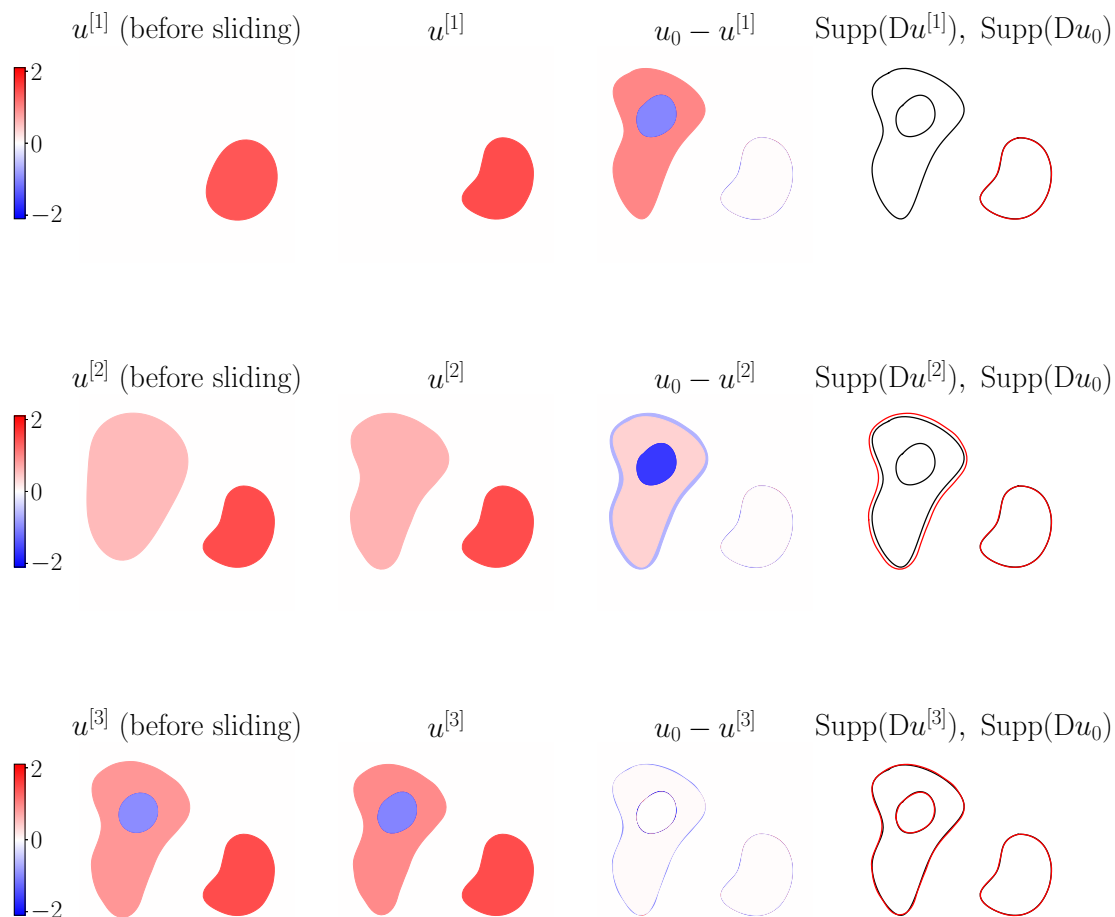 u^{[1]} (before sliding)
u^{[1]}
u_0 − u^{[1]}
Supp(Du^{[1]}), Supp(Du_0)
2
0
−2
u^{[2]} (before sliding)
u^{[2]}
u_0 − u^{[2]}
Supp(Du^{[2]}), Supp(Du_0)
2
0
−2
u^{[3]} (before sliding)
u^{[3]}
u_0 − u^{[3]}
Supp(Du^{[3]}), Supp(Du_0)
2
0
−2